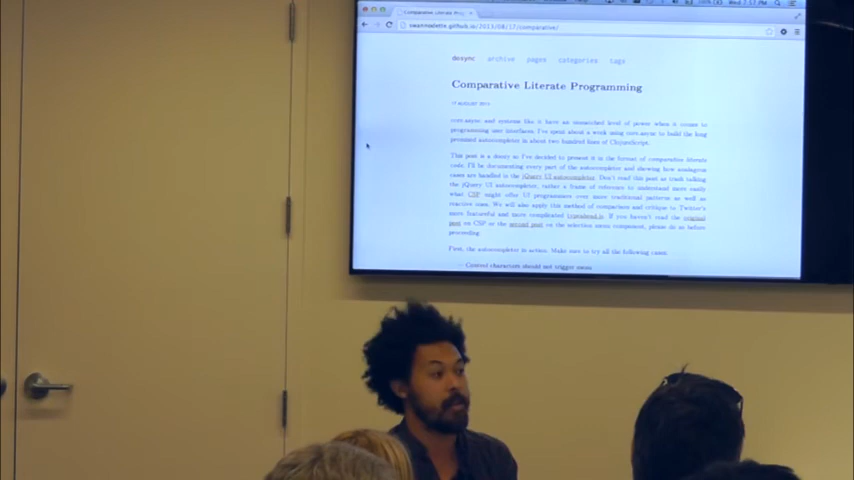 Comparative Literate Prog
Wed 7:57 PM
swannodette.github.io/2013/08/17/comparative/
dosync archive pages categories tags
Comparative Literate Programming
17 AUGUST 2013
core.async and systems like it have an unmatched level of power when it comes to
programming user interfaces. I've spent about a week using core.async to build the long
promised autocompleter in about two hundred lines of ClojureScript.
This post is a doozy as I've decided to present it in the format of comparative literate
code. I'll be documenting every part of the autocompleter and showing how analogous
cases are handled in the jQuery UI autocompleter. Don't read this post as trash talking
the jQuery UI autocompleter, rather a frame of reference to understand more easily
what CSP might offer UI programmers over more traditional patterns as well as
reactive ones. We will also apply this method of comparison and critique to Twitter's
more featureful and more complicated typeahead.js. If you haven't read the original
post on CSP or the second post on the selection menu component, please do so before
proceeding.
First, the autocompleter in action. Make sure to try all the following cases:
— Control characters should not trigger menu